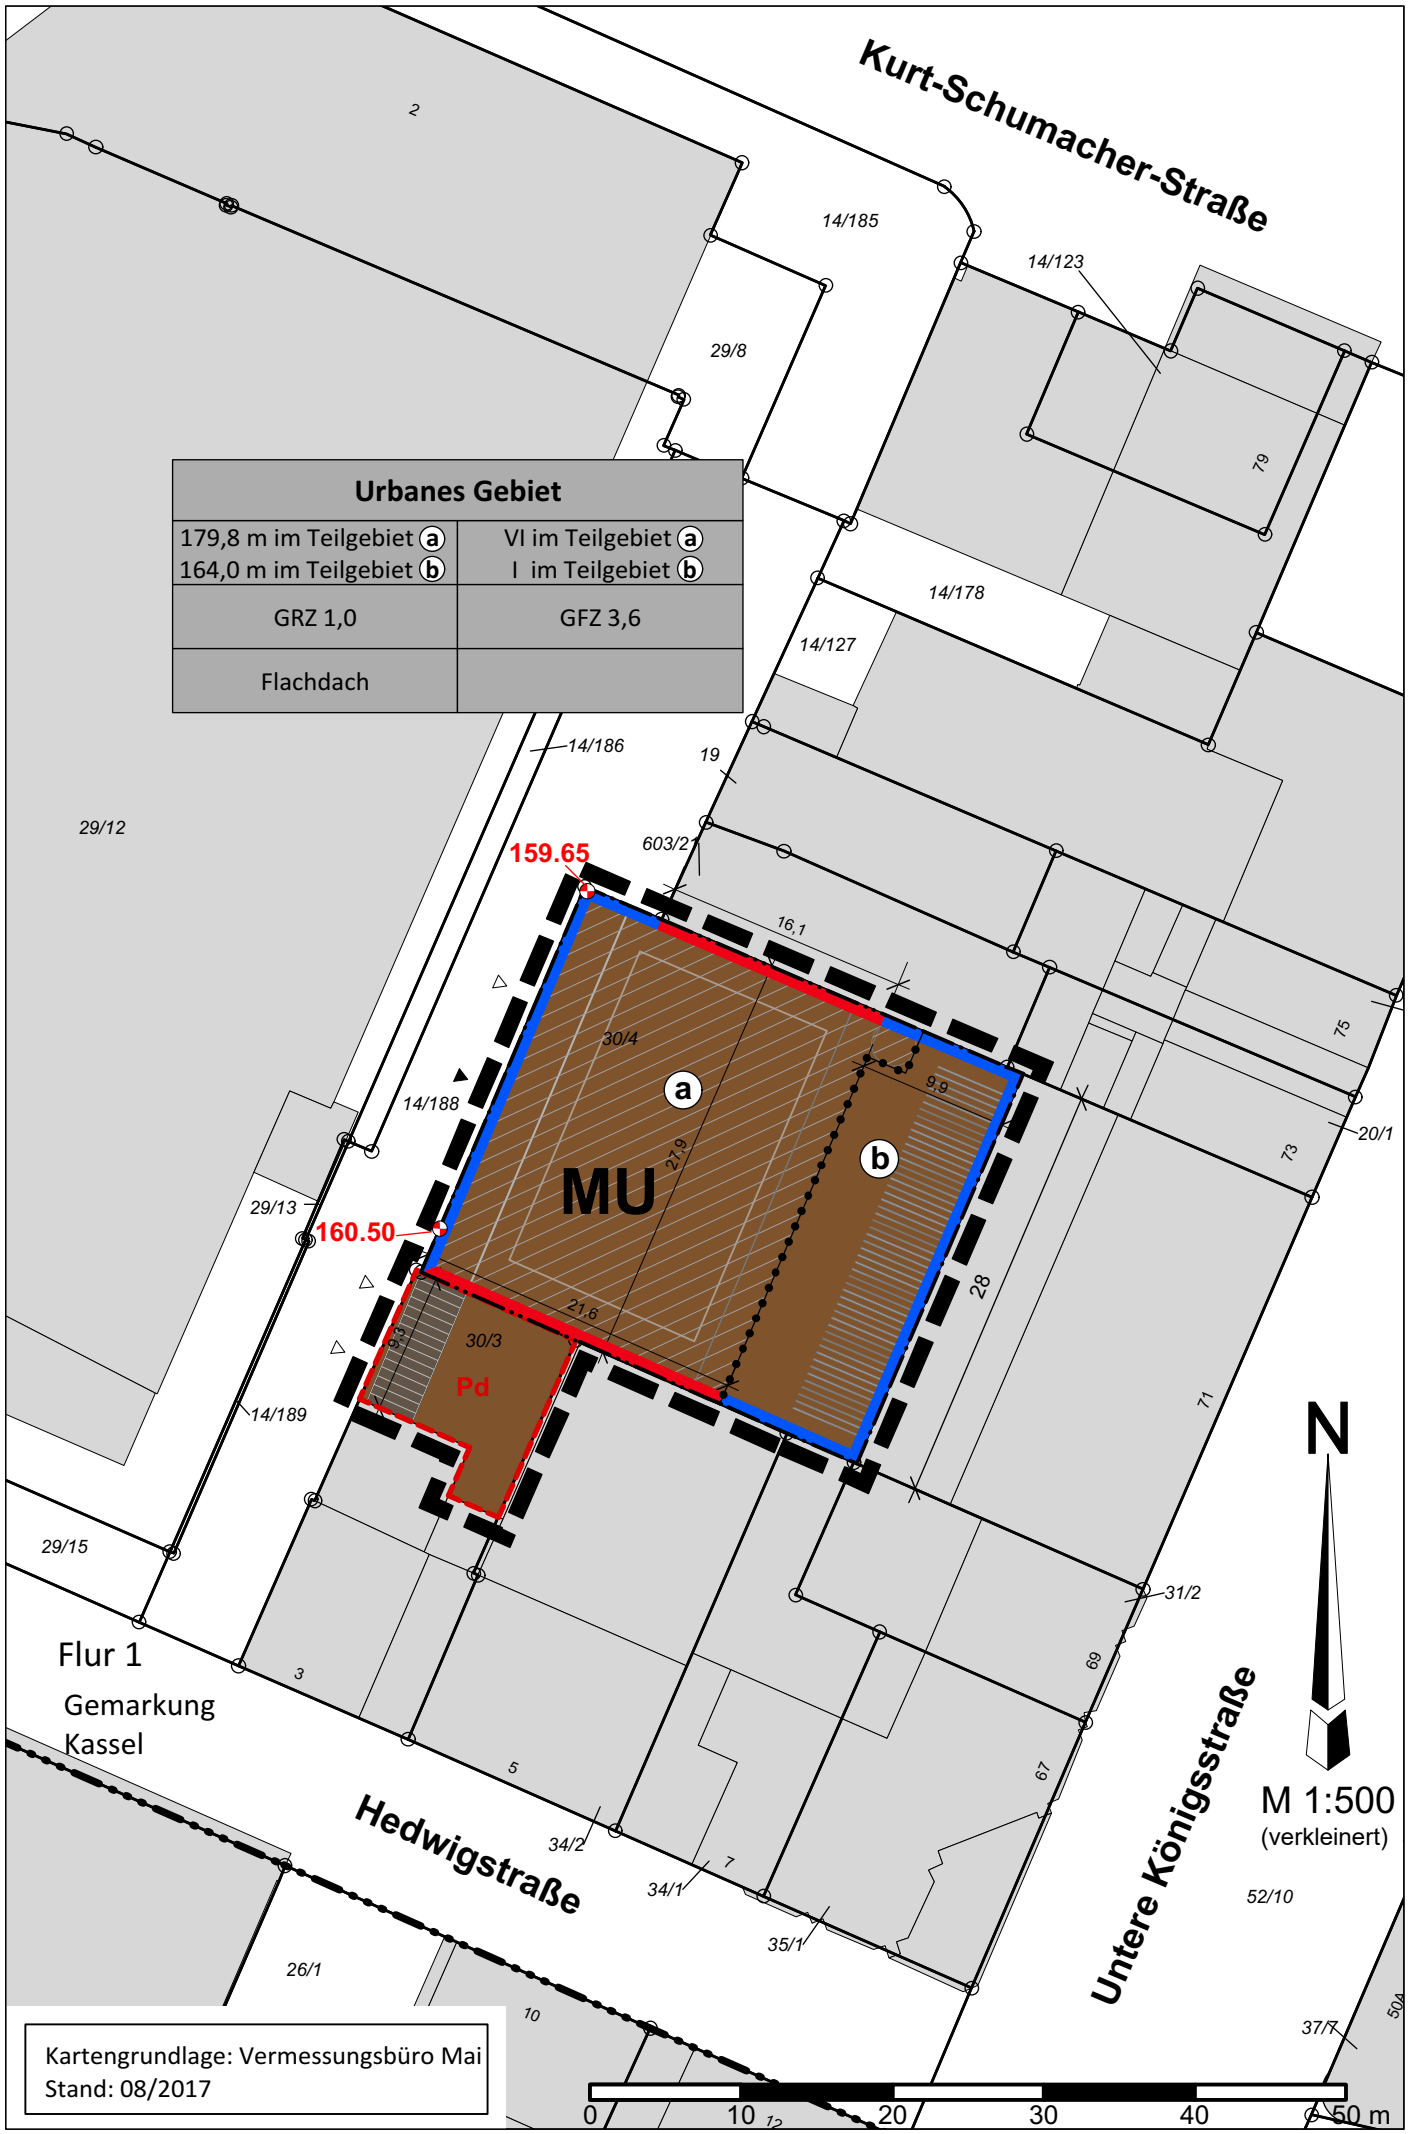 Kurt-Schumacher-Straße
2
14/185
14/123
29/8
79
Urbanes Gebiet
179,8 m im Teilgebiet a
164,0 m im Teilgebiet b
VI im Teilgebiet a
I im Teilgebiet b
GRZ 1,0
GFZ 3,6
Flachdach
14/178
14/127
14/186
19
29/12
603/21
159.65
16,1
75
30/4
a
9,9
14/188
20/1
73
b
27,9
MU
29/13
160.50
28
21,6
9,3
30/3
Pd
71
N
14/189
29/15
31/2
Flur 1
69
3
Gemarkung
Kassel
67
5
Hedwigstraße
Untere Königsstraße
M 1:500
(verkleinert)
34/2
7
34/1
52/10
35/1
26/1
10
50A
37/7
Kartengrundlage: Vermessungsbüro Mai
Stand: 08/2017
0 10 20 30 40 50 m
12